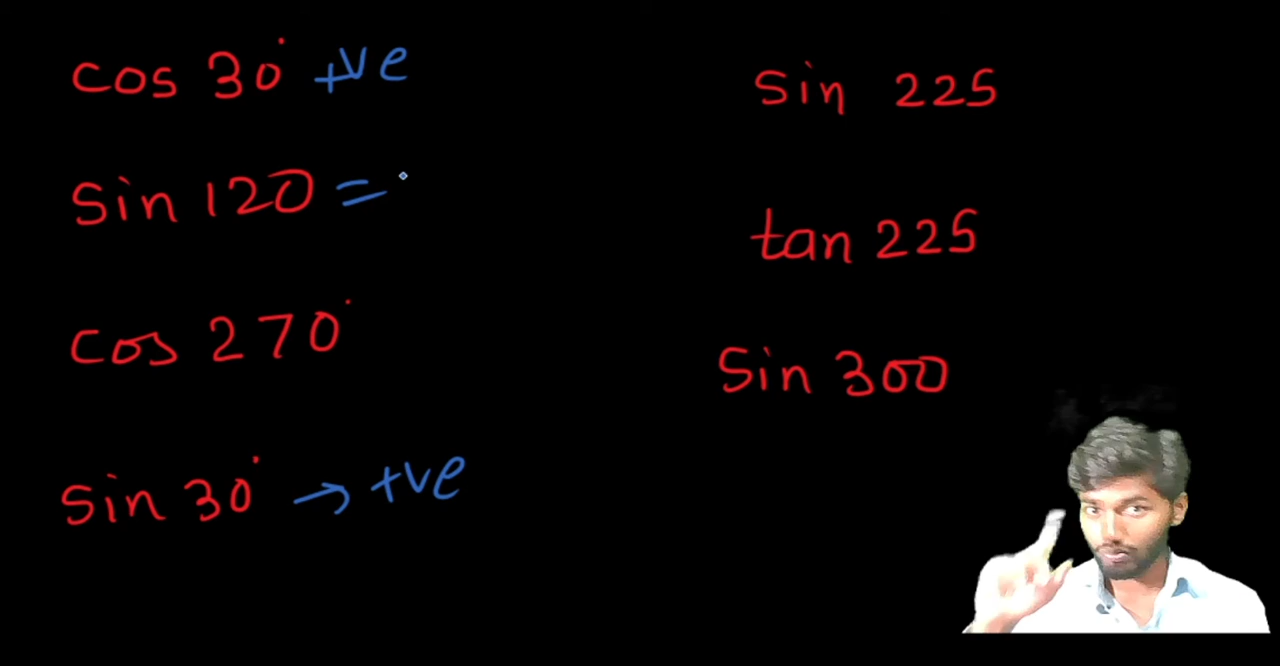 cos 30° +ve
sin 120 =
cos 270°
sin 30° → +ve
sin 225
tan 225
sin 300